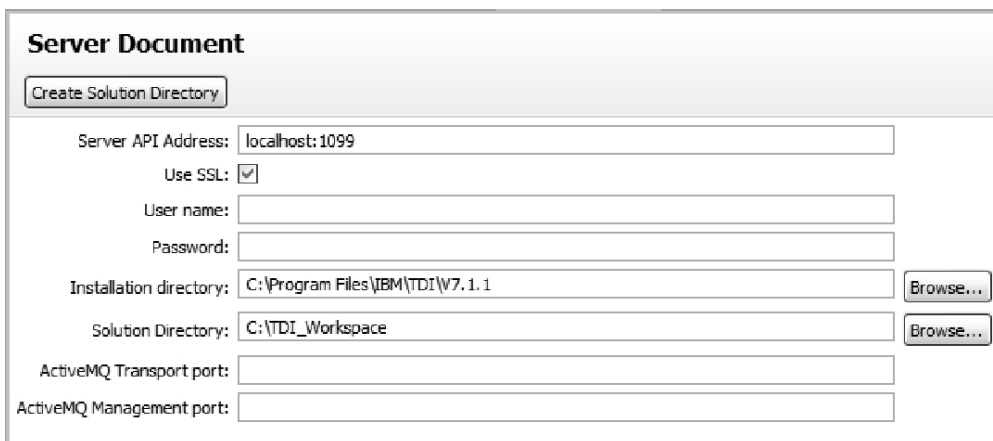 Server Document
Create Solution Directory
Server API Address: localhost:1099
Use SSL:
User name:
Password:
Installation directory: C:\Program Files\IBM\TDI\V7.1.1 Browse...
Solution Directory: C:\TDI_Workspace Browse...
ActiveMQ Transport port:
ActiveMQ Management port: